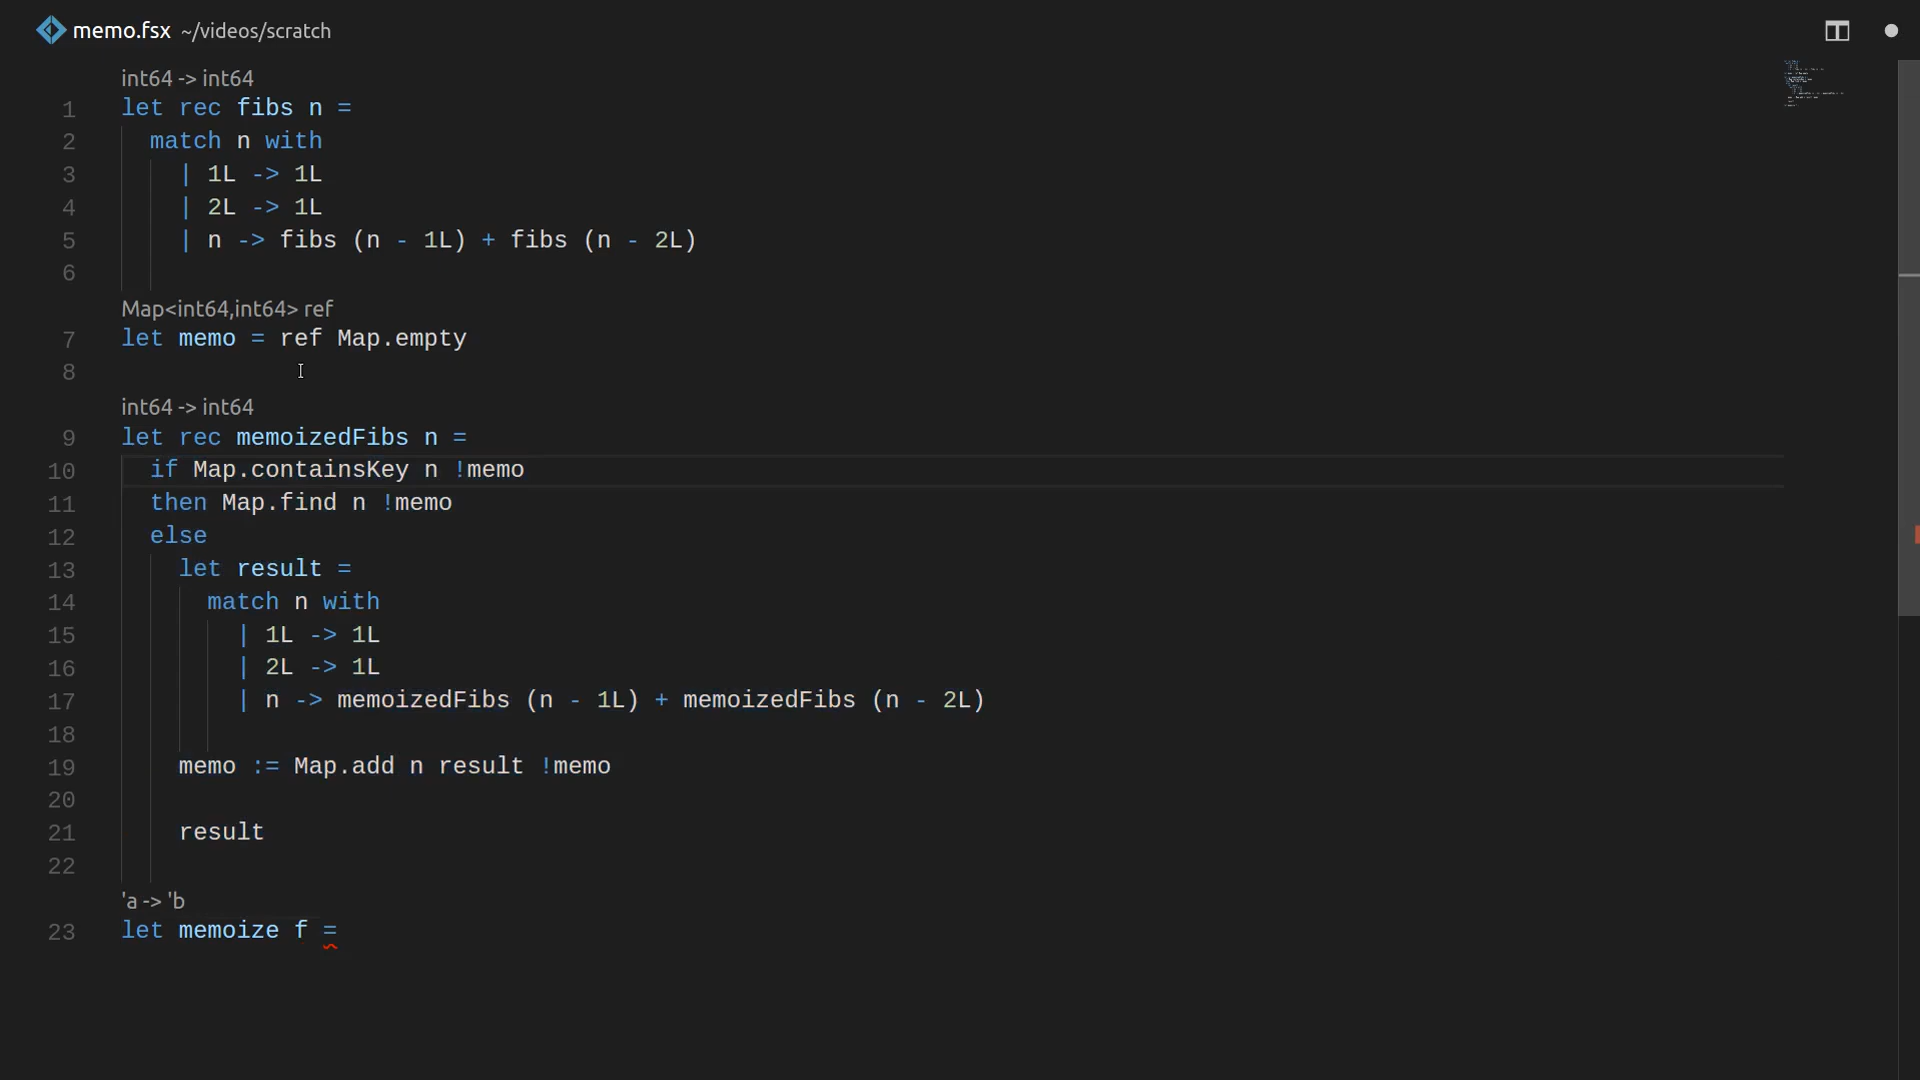 memo.fsx ~/videos/scratch
int64 -> int64
1 let rec fibs n =
2   match n with
3     | 1L -> 1L
4     | 2L -> 1L
5     | n -> fibs (n - 1L) + fibs (n - 2L)
6
Map<int64,int64> ref
7 let memo = ref Map.empty
8
int64 -> int64
9 let rec memoizedFibs n =
10   if Map.containsKey n !memo
11   then Map.find n !memo
12   else
13     let result =
14       match n with
15         | 1L -> 1L
16         | 2L -> 1L
17         | n -> memoizedFibs (n - 1L) + memoizedFibs (n - 2L)
18
19     memo := Map.add n result !memo
20
21     result
22
'a -> 'b
23 let memoize f =